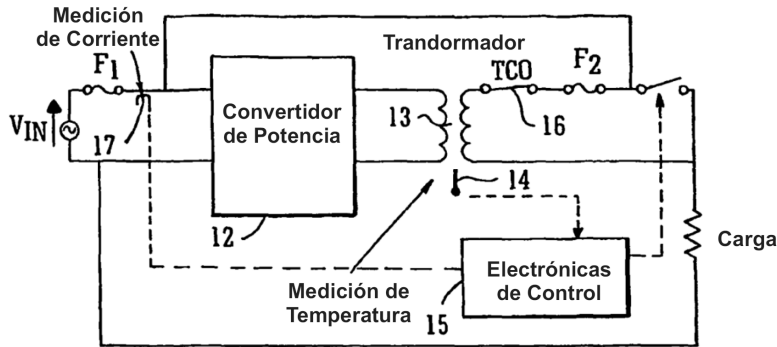 Medición
de Corriente
Trandormador
F1
TCO
F2
VIN
17
Convertidor
de Potencia
13
16
14
12
Medición de
Temperatura
15
Electrónicas
de Control
Carga